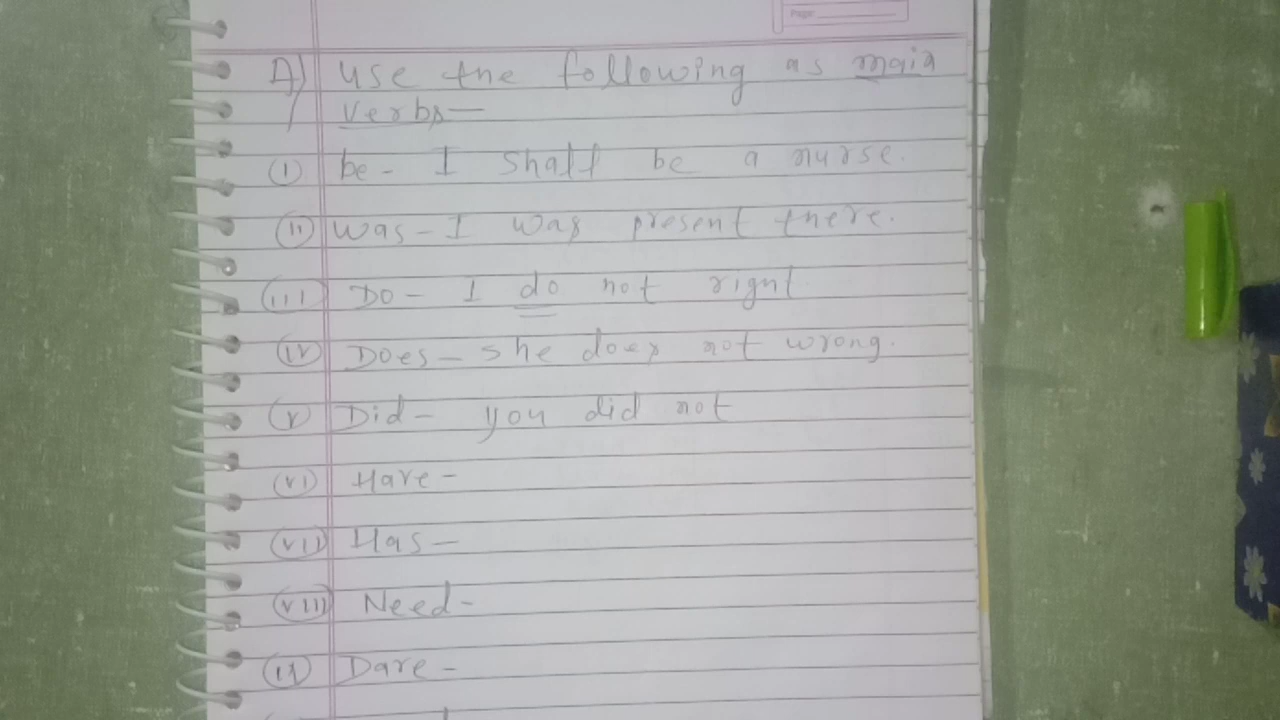 Page:
A) Use the following as main
verbs—
(i) be - I shall be a nurse.
(ii) Was - I was present there.
(iii) Do - I do not right
(iv) Does - she does not wrong.
(v) Did - you did not
(vi) Have -
(vii) Has -
(viii) Need -
(ix) Dare -